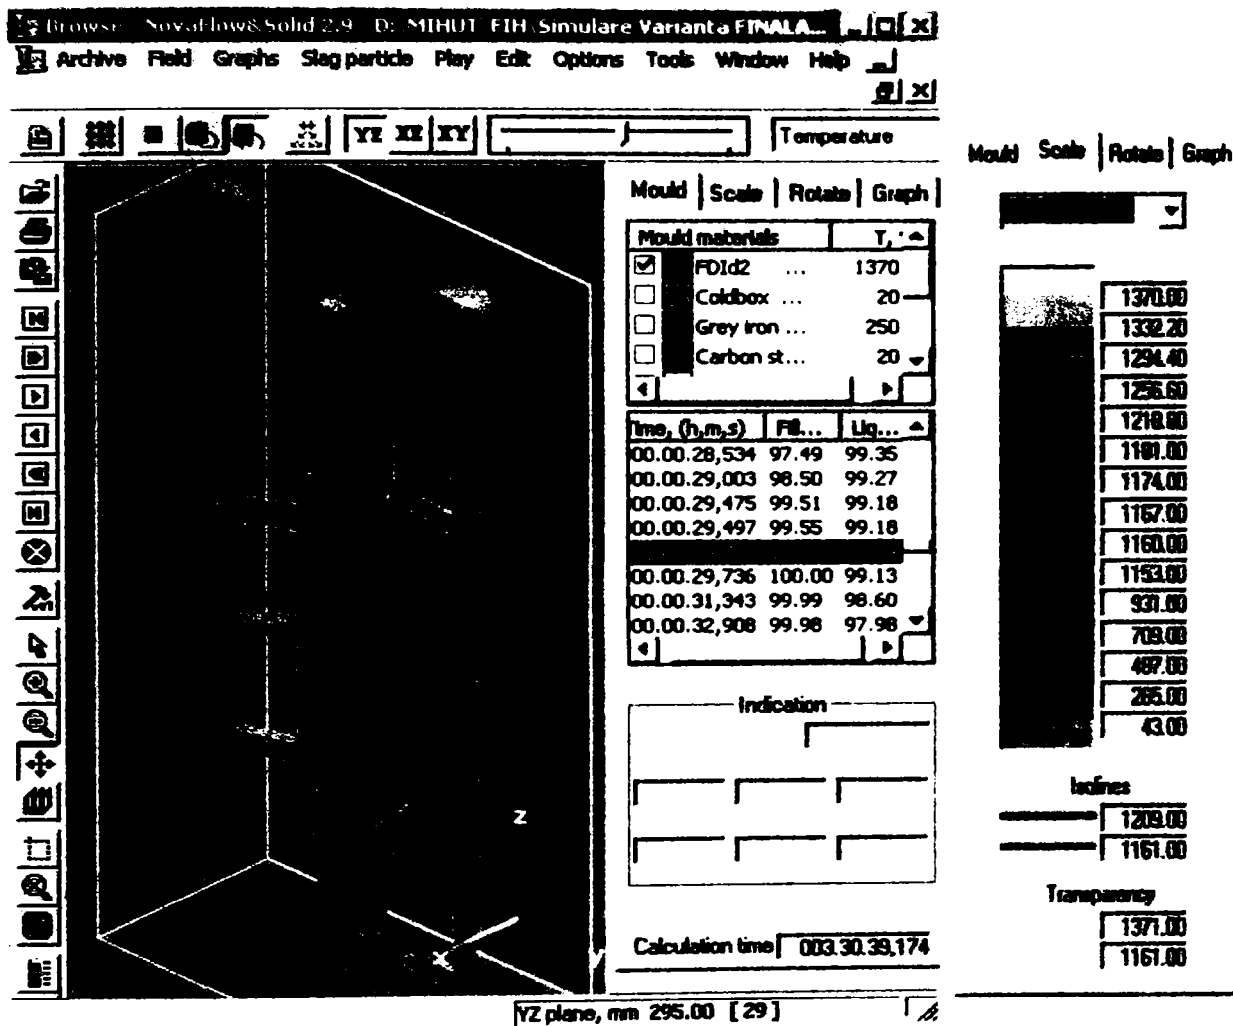 Browse NovaFlow&Solid 2.9 D: MIHUT FIH \Simulare Varianta FINALA...
Archive Field Graphs Slag particle Play Edit Options Tools Window Help
YZ XZ XY Temperature
Mould Scale Rotate Graph
Mould materials T, °
FDId2 ... 1370
Coldbox ... 20
Grey iron ... 250
Carbon st... 20
Time, (h,m,s) Fill... Liq...
00.00.28,534 97.49 99.35
00.00.29,003 98.50 99.27
00.00.29,475 99.51 99.18
00.00.29,497 99.55 99.18
00.00.29,736 100.00 99.13
00.00.31,343 99.99 98.60
00.00.32,908 99.98 97.98
Indication
Z
X
Y
Calculation time 003.30.39,174
YZ plane, mm 295.00 [ 29 ]
Mould Scale Rotate Graph
1370.00
1332.20
1294.40
1256.60
1218.80
1181.00
1174.00
1167.00
1160.00
1153.00
931.00
709.00
487.00
265.00
43.00
Isolines
1209.00
1161.00
Transparency
1371.00
1161.00